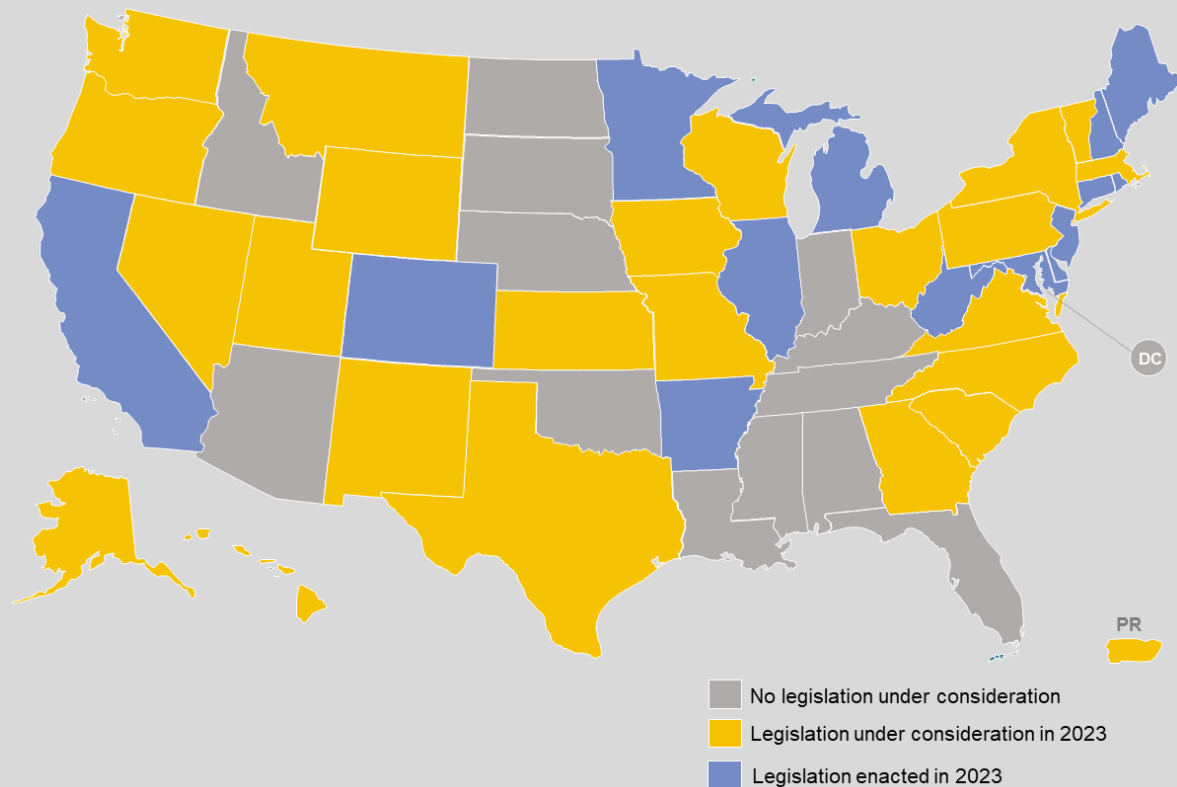 DC
PR
No legislation under consideration
Legislation under consideration in 2023
Legislation enacted in 2023